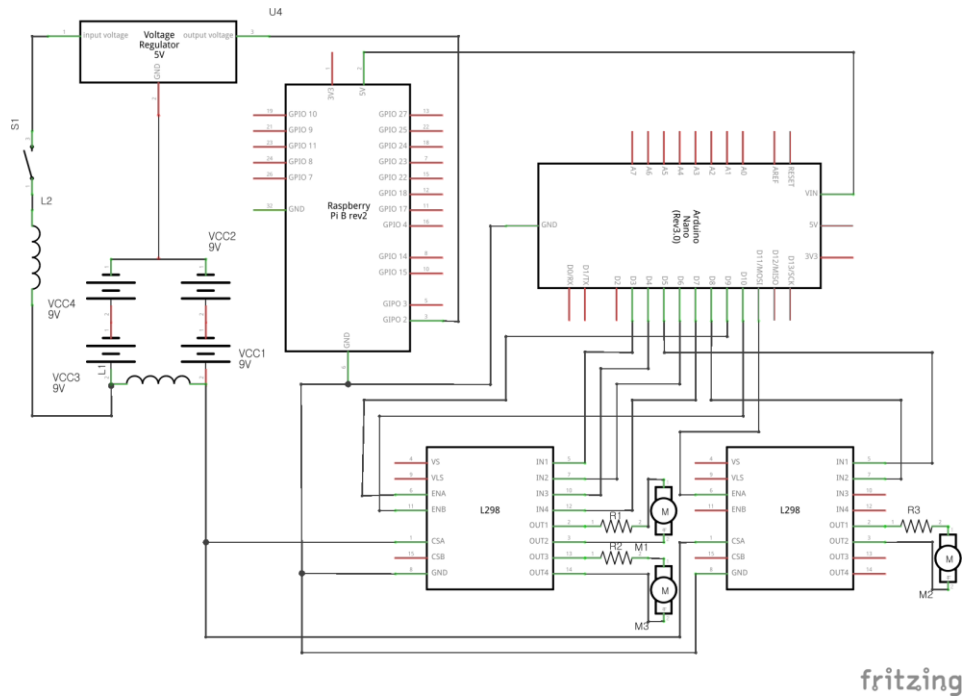 U4
input voltage
Voltage
Regulator
5V
output voltage
GND
S1
L2
VCC2
9V
VCC4
9V
VCC1
9V
VCC3
9V
L1
GPIO 10
GPIO 9
GPIO 11
GPIO 8
GPIO 7
GND
Raspberry
Pi B rev2
GPIO 27
GPIO 25
GPIO 24
GPIO 23
GPIO 22
GPIO 18
GPIO 17
GPIO 4
GPIO 14
GPIO 15
GPIO 3
GIPO 2
GND
A7
A6
A5
A4
A3
A2
A1
A0
AREF
RESET
GND
Arduino
Nano
(Rev3.0)
VIN
5V
3V3
D0/RX
D1/TX
D2
D3
D4
D5
D6
D7
D8
D9
D10
D11/MOSI
D12/MISO
D13/SCK
VS
VLS
ENA
ENB
CSA
CSB
GND
L298
IN1
IN2
IN3
IN4
OUT1
OUT2
OUT3
OUT4
R1
R2
M
M1
M
M3
VS
VLS
ENA
ENB
CSA
CSB
GND
L298
IN1
IN2
IN3
IN4
OUT1
OUT2
OUT3
OUT4
R3
M
M2
fritzing